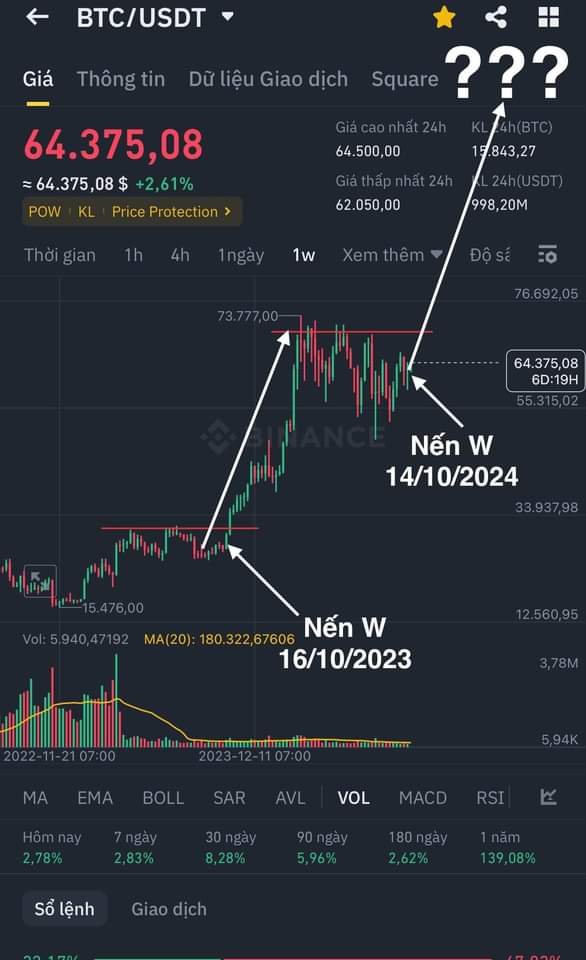 BTC/USDT
Giá Thông tin Dữ liệu Giao dịch Square ???
64.375,08
≈ 64.375,08 $ +2,61%
POW KL Price Protection
Giá cao nhất 24h KL 24h(BTC)
64.500,00 15.843,27
Giá thấp nhất 24h KL 24h(USDT)
62.050,00 998,20M
Thời gian 1h 4h 1ngày 1w Xem thêm Độ
76.692,05
73.777,00
64.375,08
6D:19H
55.315,02
BINANCE
Nến W
14/10/2024
33.937,98
15.476,00
12.560,95
Nến W
16/10/2023
Vol: 5.940,47192 MA(20): 180.322,67606
3,78M
5,94K
2022-11-21 07:00 2023-12-11 07:00
MA EMA BOLL SAR AVL VOL MACD RSI
Hôm nay 7 ngày 30 ngày 90 ngày 180 ngày 1 năm
2,78% 2,83% 8,28% 5,96% 2,62% 139,08%
Sổ lệnh Giao dịch